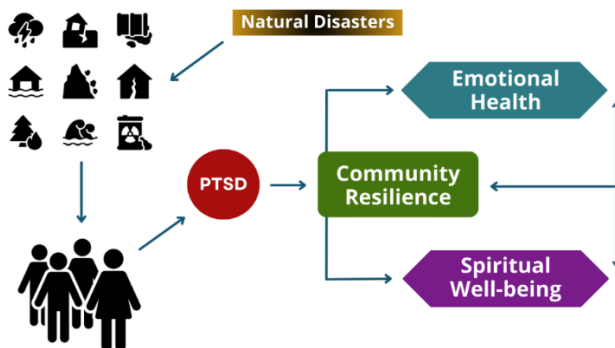 Natural Disasters
Emotional
Health
PTSD
Community
Resilience
Spiritual
Well-being